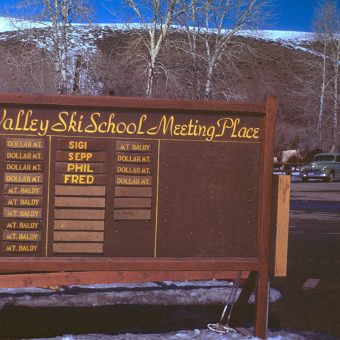 Valley Ski School Meeting Place
DOLLAR MT. SIGI MT. BALDY
DOLLAR MT. SEPP DOLLAR MT.
DOLLAR MT. PHIL DOLLAR MT.
DOLLAR MT. FRED DOLLAR MT.
MT. BALDY
MT. BALDY
MT. BALDY
MT. BALDY
MT. BALDY
MT. BALDY